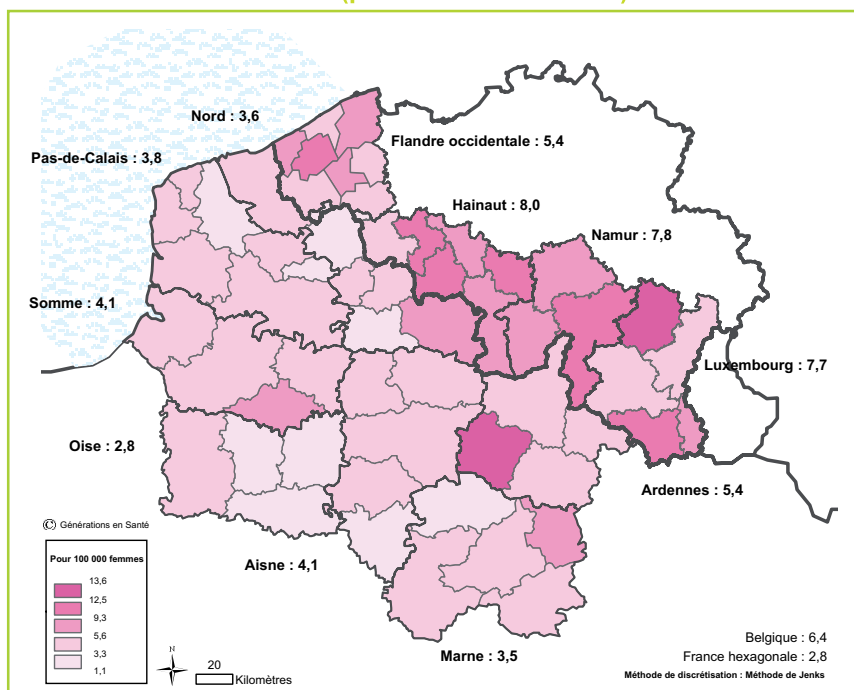 Nord : 3,6
Flandre occidentale : 5,4
Pas-de-Calais : 3,8
Hainaut : 8,0
Namur : 7,8
Somme : 4,1
Luxembourg : 7,7
Oise : 2,8
Ardennes : 5,4
© Générations en Santé
Pour 100 000 femmes
13,6
12,5
9,3
5,6
3,3
1,1
Aisne : 4,1
N
20
Kilomètres
Marne : 3,5
Belgique : 6,4
France hexagonale : 2,8
Méthode de discrétisation : Méthode de Jenks